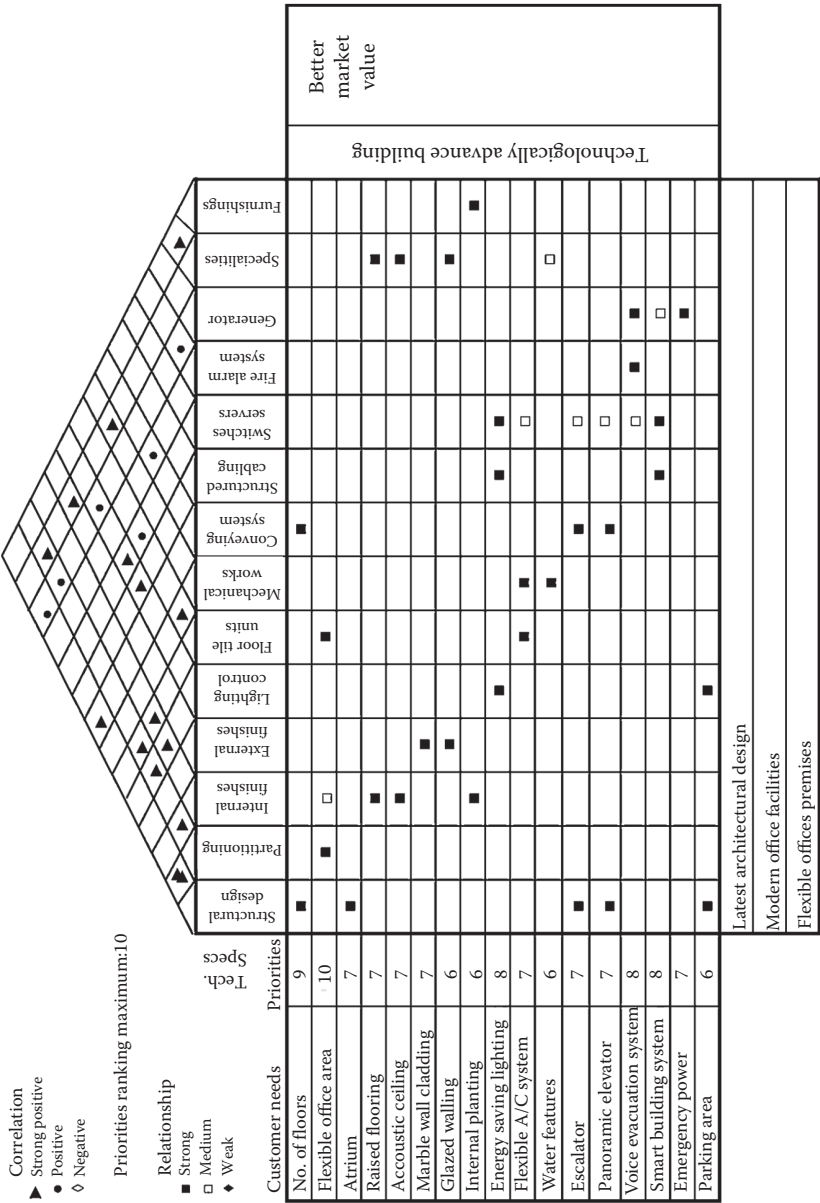 Correlation
Strong positive
Positive
Negative
Priorities ranking maximum:10
Relationship
Strong
Medium
Weak
Tech.
Specs
Structural
design
Partitioning
Internal
finishes
External
finishes
Lighting
control
Floor tile
units
Mechanical
works
Conveying
system
Structured
cabling
Switches
servers
Fire alarm
system
Generator
Specialities
Furnishings
Customer needs Priorities
No. of floors 9
Flexible office area 10
Atrium 7
Raised flooring 7
Accoustic ceiling 7
Marble wall cladding 7
Glazed walling 6
Internal planting 6
Energy saving lighting 8
Flexible A/C system 7
Water features 6
Escalator 7
Panoramic elevator 7
Voice evacuation system 8
Smart building system 8
Emergency power 7
Parking area 6
Technologically advance building
Better
market
value
Latest architectural design
Modern office facilities
Flexible offices premises